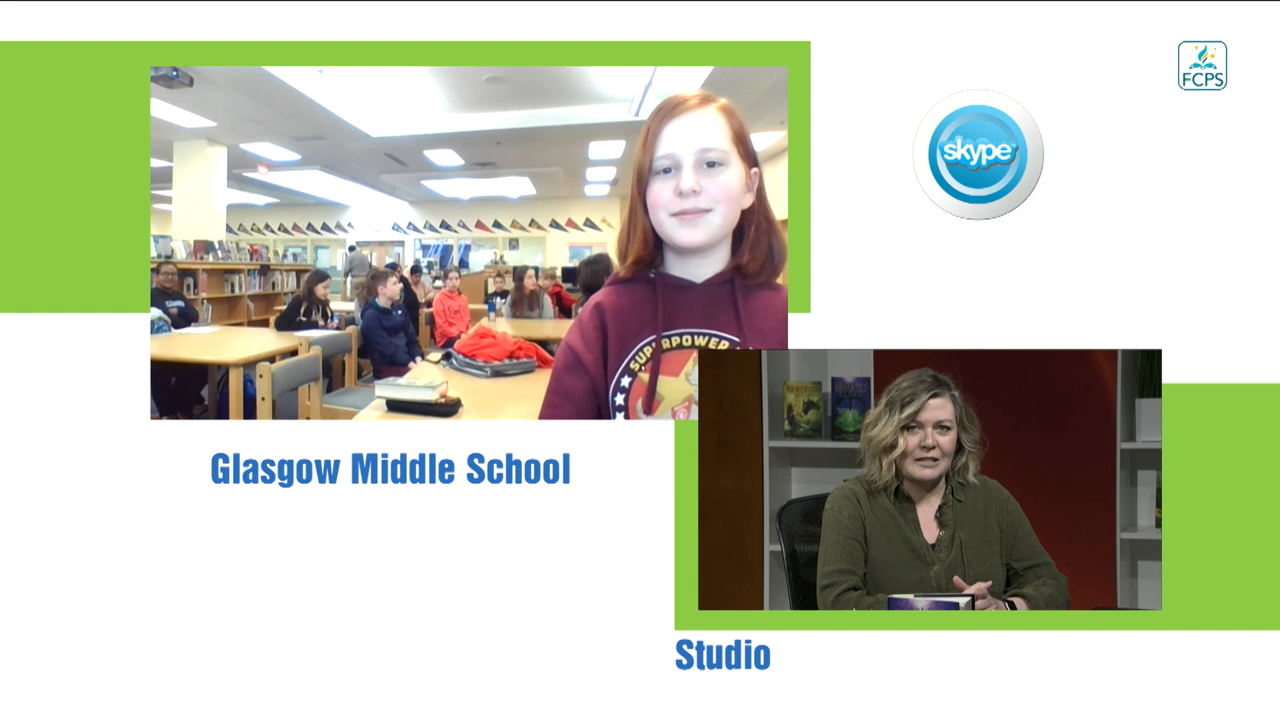 FCPS
skype
SUPERPOWER
Glasgow Middle School
Studio